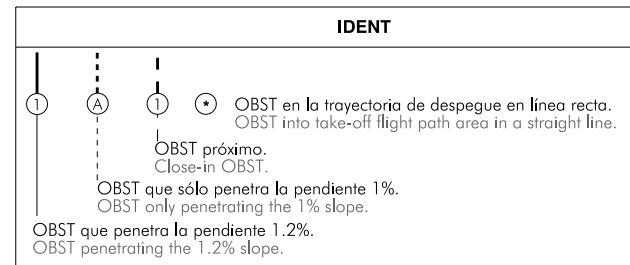 IDENT
1 A 1 * OBST en la trayectoria de despegue en línea recta.
OBST into take-off flight path area in a straight line.
OBST próximo.
Close-in OBST.
OBST que sólo penetra la pendiente 1%.
OBST only penetrating the 1% slope.
OBST que penetra la pendiente 1.2%.
OBST penetrating the 1.2% slope.